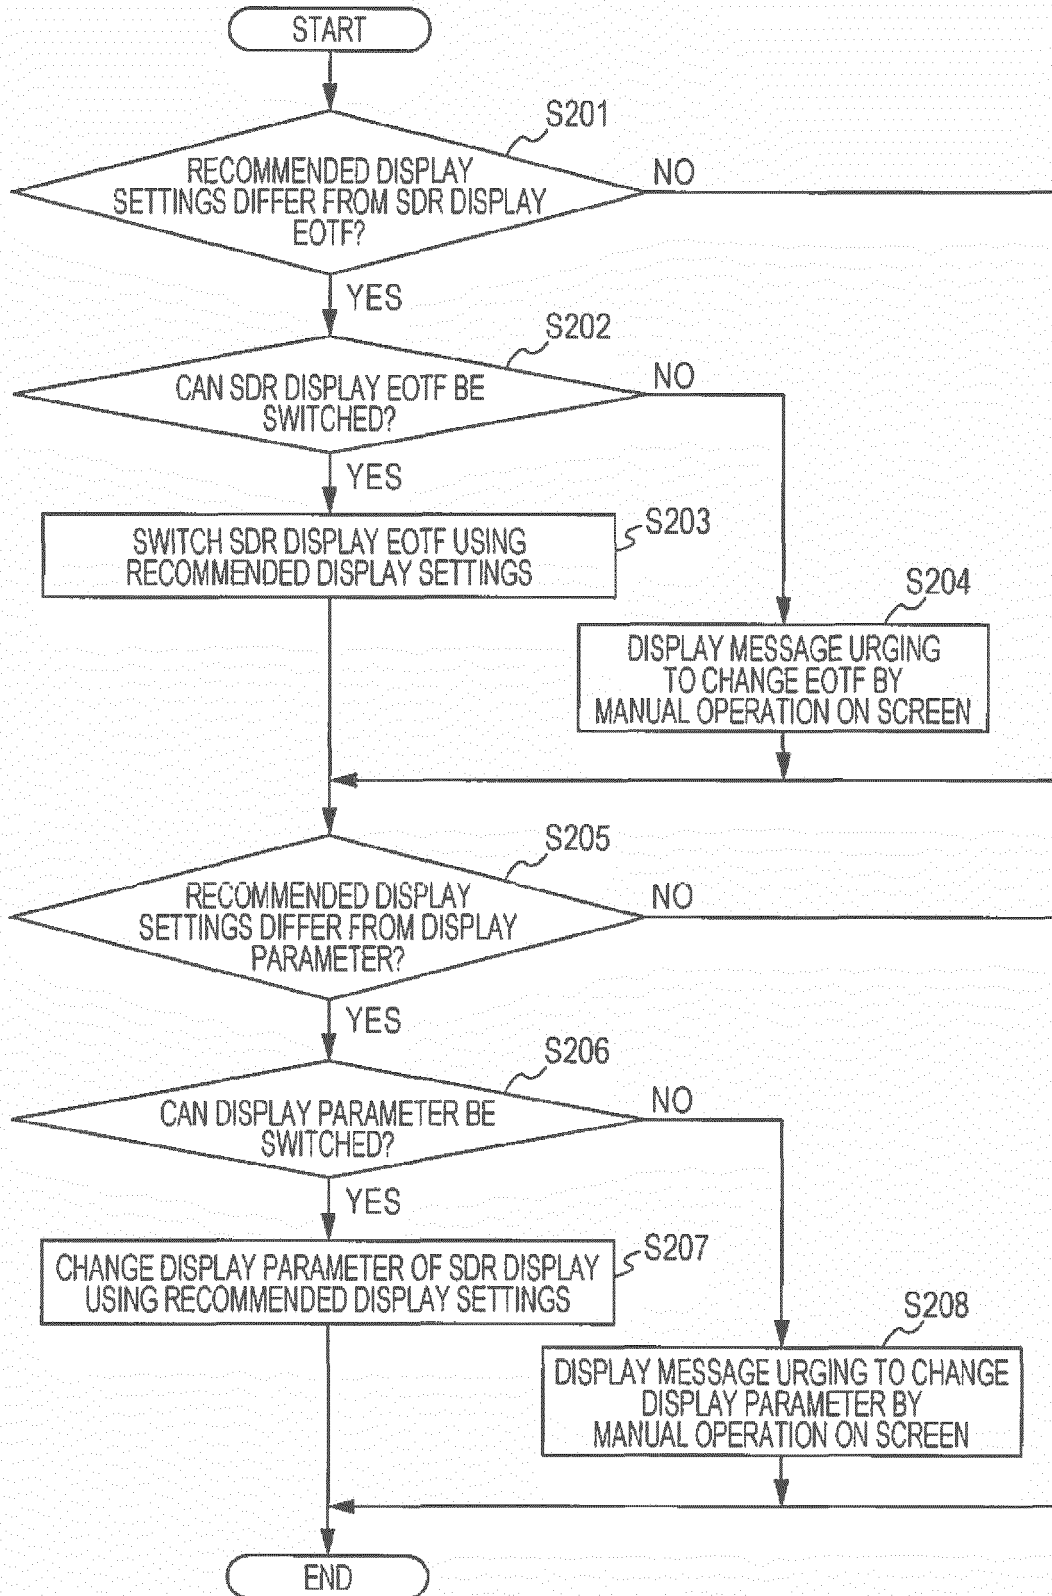 START
S201
RECOMMENDED DISPLAY
SETTINGS DIFFER FROM SDR DISPLAY
EOTF?
NO
YES
S202
CAN SDR DISPLAY EOTF BE
SWITCHED?
NO
YES
S203
SWITCH SDR DISPLAY EOTF USING
RECOMMENDED DISPLAY SETTINGS
S204
DISPLAY MESSAGE URGING
TO CHANGE EOTF BY
MANUAL OPERATION ON SCREEN
S205
RECOMMENDED DISPLAY
SETTINGS DIFFER FROM DISPLAY
PARAMETER?
NO
YES
S206
CAN DISPLAY PARAMETER BE
SWITCHED?
NO
YES
S207
CHANGE DISPLAY PARAMETER OF SDR DISPLAY
USING RECOMMENDED DISPLAY SETTINGS
S208
DISPLAY MESSAGE URGING TO CHANGE
DISPLAY PARAMETER BY
MANUAL OPERATION ON SCREEN
END